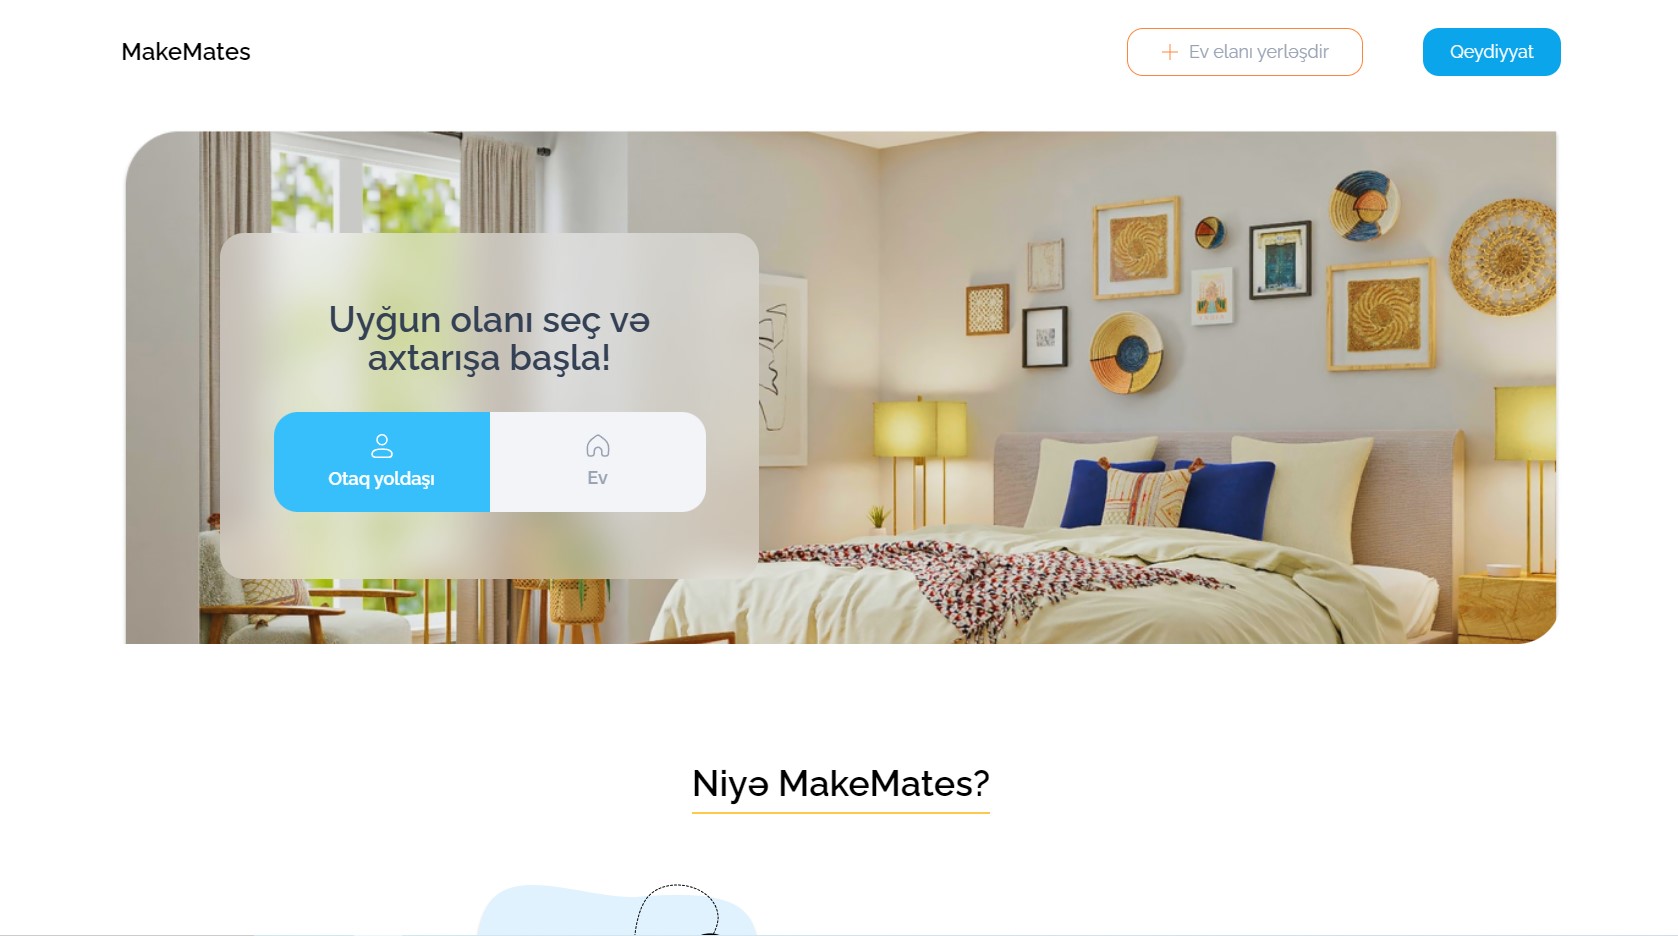 MakeMates
Ev elanı yerləşdir
Qeydiyyat
Uyğun olanı seç və
axtarışa başla!
Otaq yoldaşı
Ev
Niyə MakeMates?